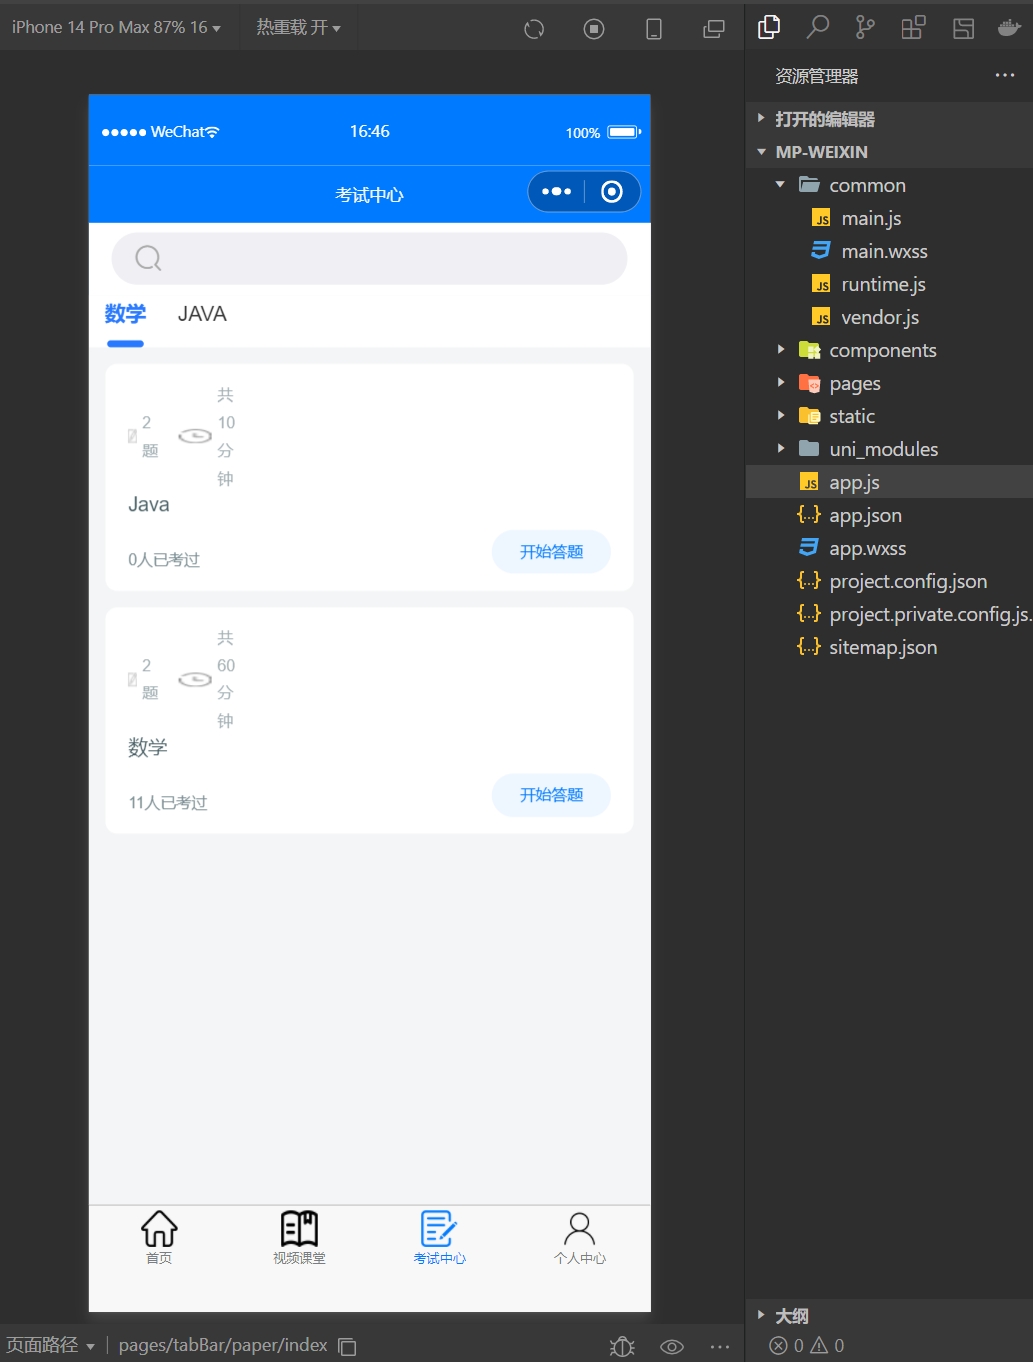 iPhone 14 Pro Max 87% 16
热重载 开
WeChat
16:46
100%
考试中心
数学
JAVA
2
题
共
10
分
钟
Java
0人已考过
开始答题
2
题
共
60
分
钟
数学
11人已考过
开始答题
首页
视频课堂
考试中心
个人中心
页面路径
pages/tabBar/paper/index
资源管理器
打开的编辑器
MP-WEIXIN
common
JS main.js
main.wxss
JS runtime.js
JS vendor.js
components
pages
static
uni_modules
JS app.js
{..} app.json
app.wxss
{..} project.config.json
{..} project.private.config.js.
{..} sitemap.json
大纲
0
0